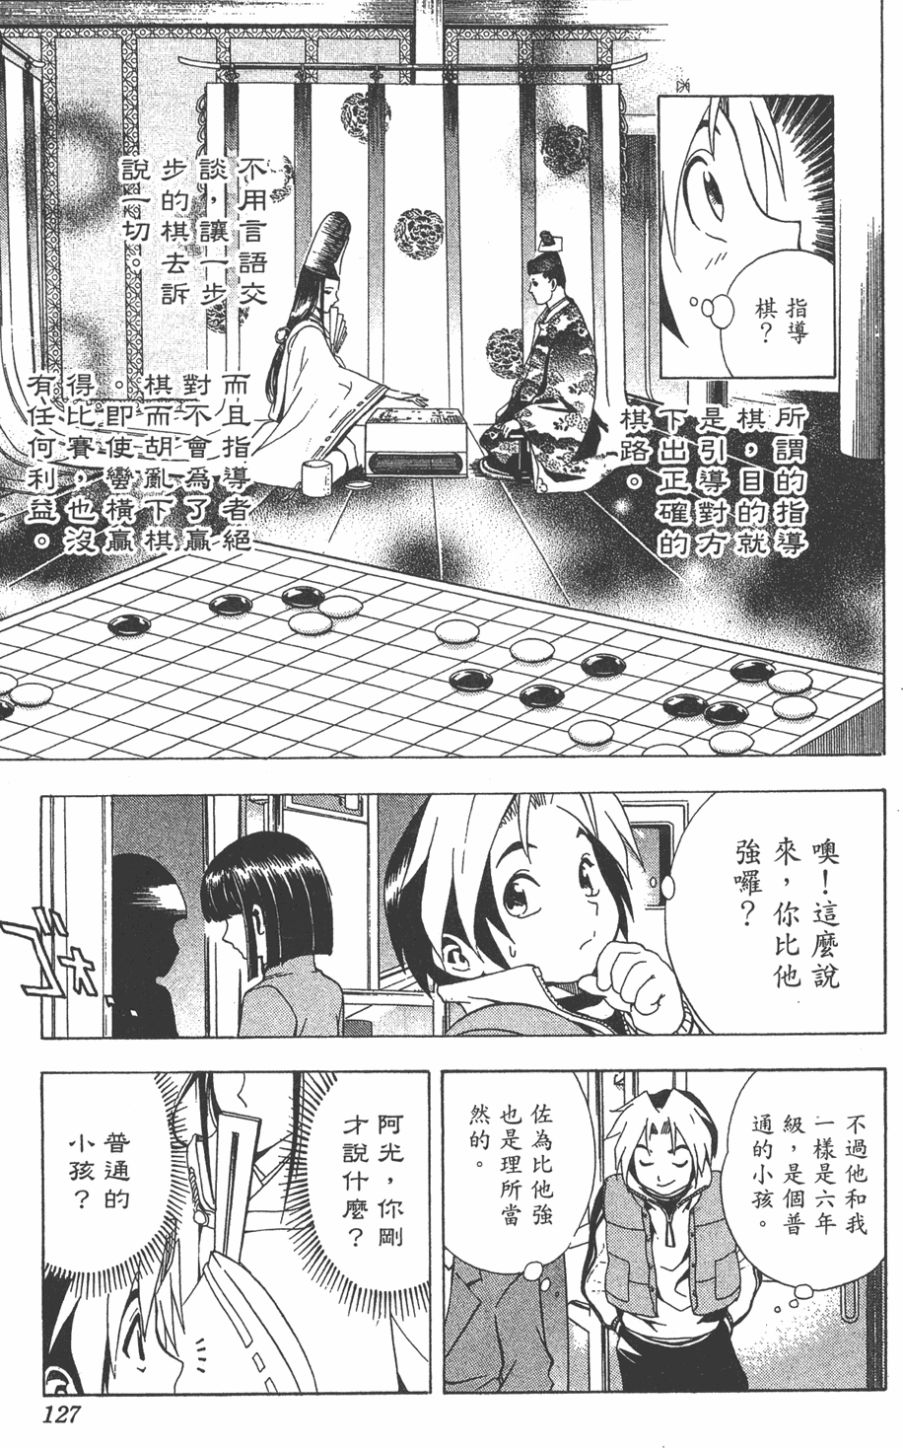 指導
棋？
所謂的指導
棋，目的就
是引導對方
下出正確的
棋路。
不用言語交
談，讓一步
步的棋去訴
說一切。
而且指導者絕
對不會為了贏
棋而胡亂下棋
。即使蠻橫贏
得比賽，也沒
有任何利益。
噢！這麼說
來，你比他
強囉？
不過他和我
一樣是六年
級，是個普
通的小孩。
佐為比他強
也是理所當
然的。
阿光，你剛
才說什麼？
普通的
小孩？
127